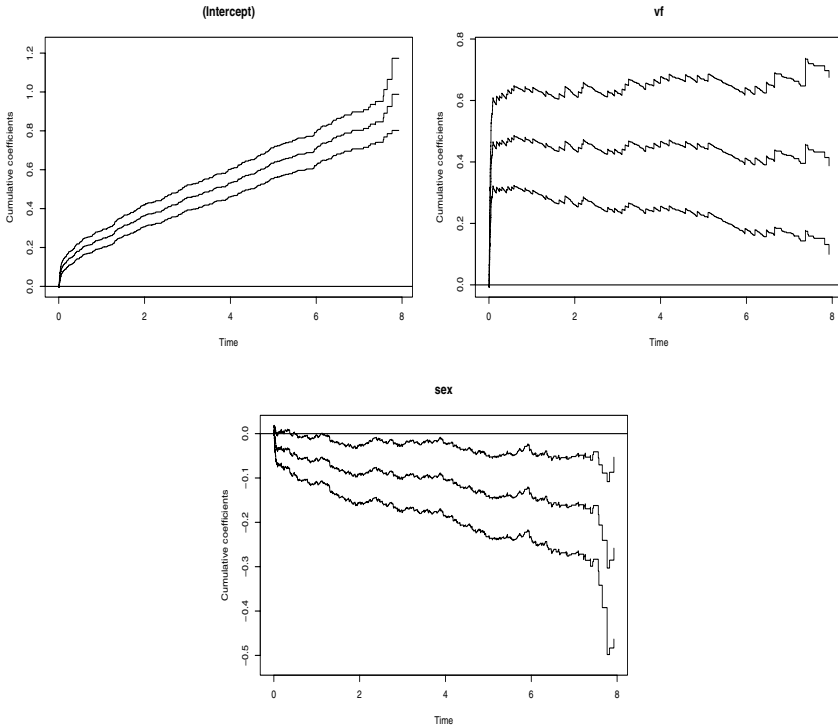 (Intercept)
Cumulative coefficients
0.0 0.2 0.4 0.6 0.8 1.0 1.2
0 2 4 6 8
Time
vf
Cumulative coefficients
0.0 0.2 0.4 0.6 0.8
0 2 4 6 8
Time
sex
Cumulative coefficients
−0.5 −0.4 −0.3 −0.2 −0.1 0.0
0 2 4 6 8
Time